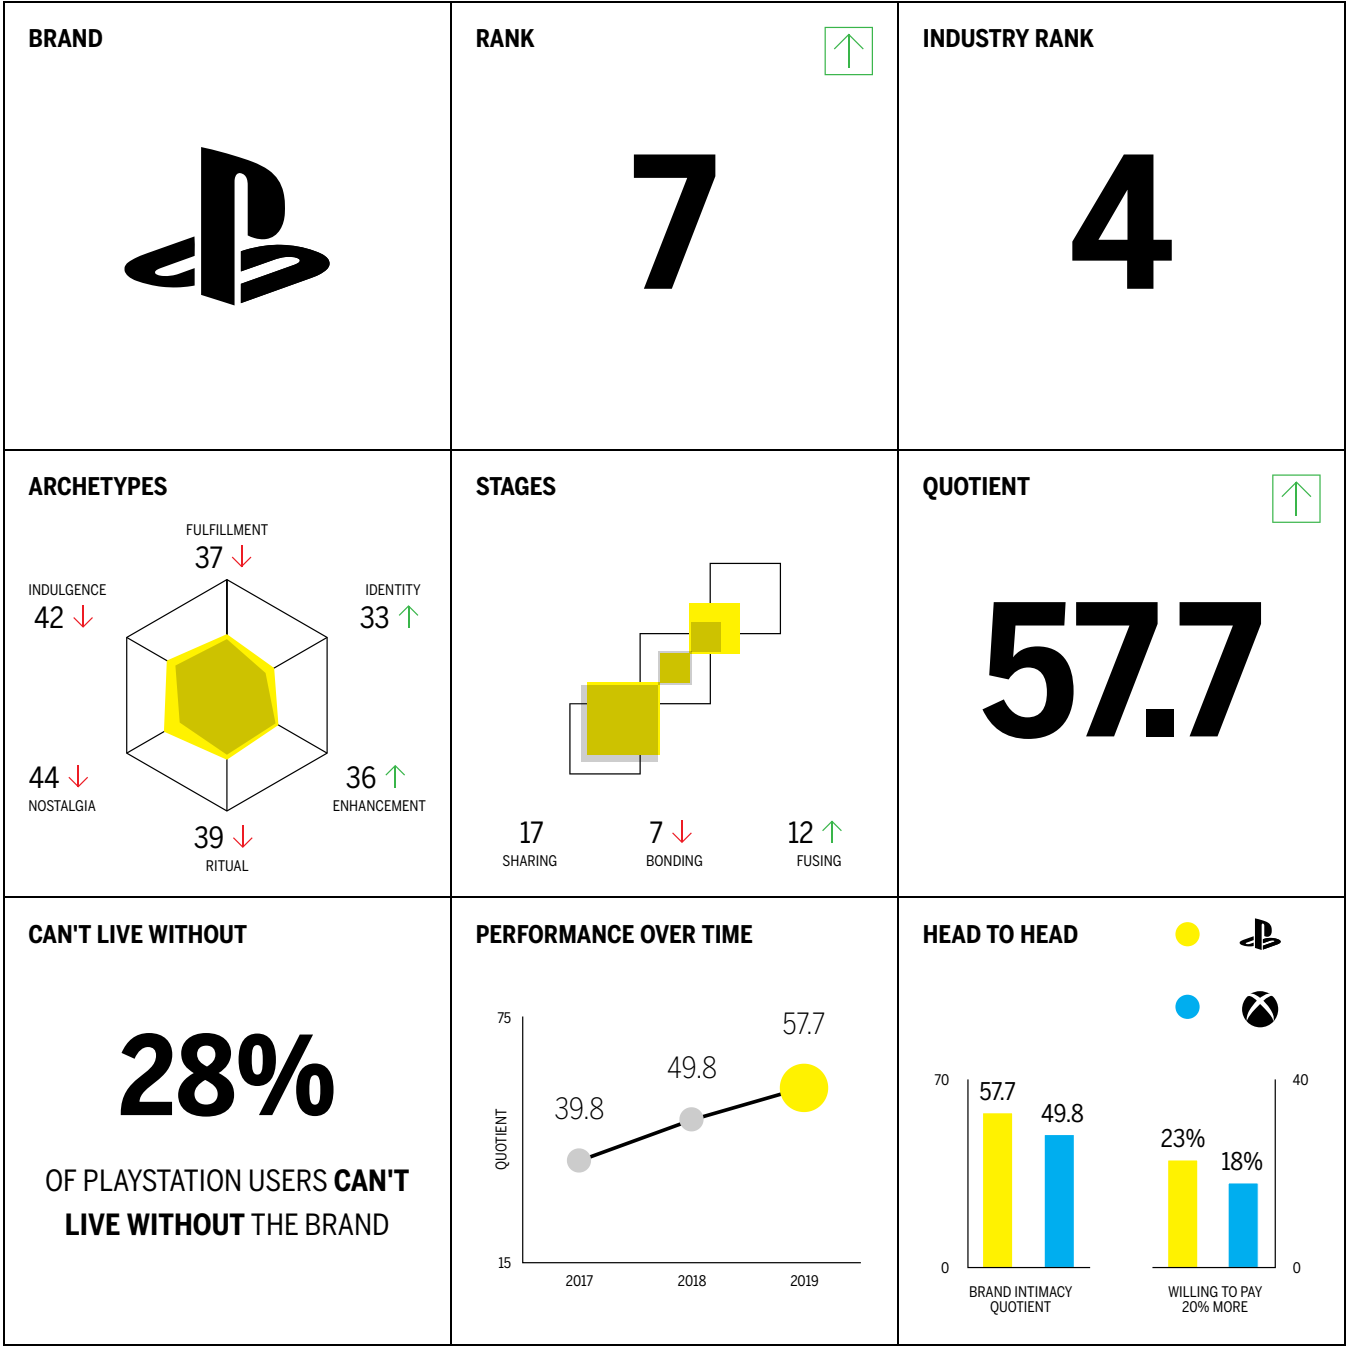 BRAND
RANK
7
INDUSTRY RANK
4
ARCHETYPES
FULFILLMENT
37
INDULGENCE
42
IDENTITY
33
44
NOSTALGIA
36
ENHANCEMENT
39
RITUAL
STAGES
17
SHARING
7
BONDING
12
FUSING
QUOTIENT
57.7
CAN'T LIVE WITHOUT
28%
OF PLAYSTATION USERS CAN'T
LIVE WITHOUT THE BRAND
PERFORMANCE OVER TIME
75
57.7
49.8
39.8
QUOTIENT
15
2017
2018
2019
HEAD TO HEAD
70
57.7
49.8
0
BRAND INTIMACY
QUOTIENT
40
23%
18%
0
WILLING TO PAY
20% MORE